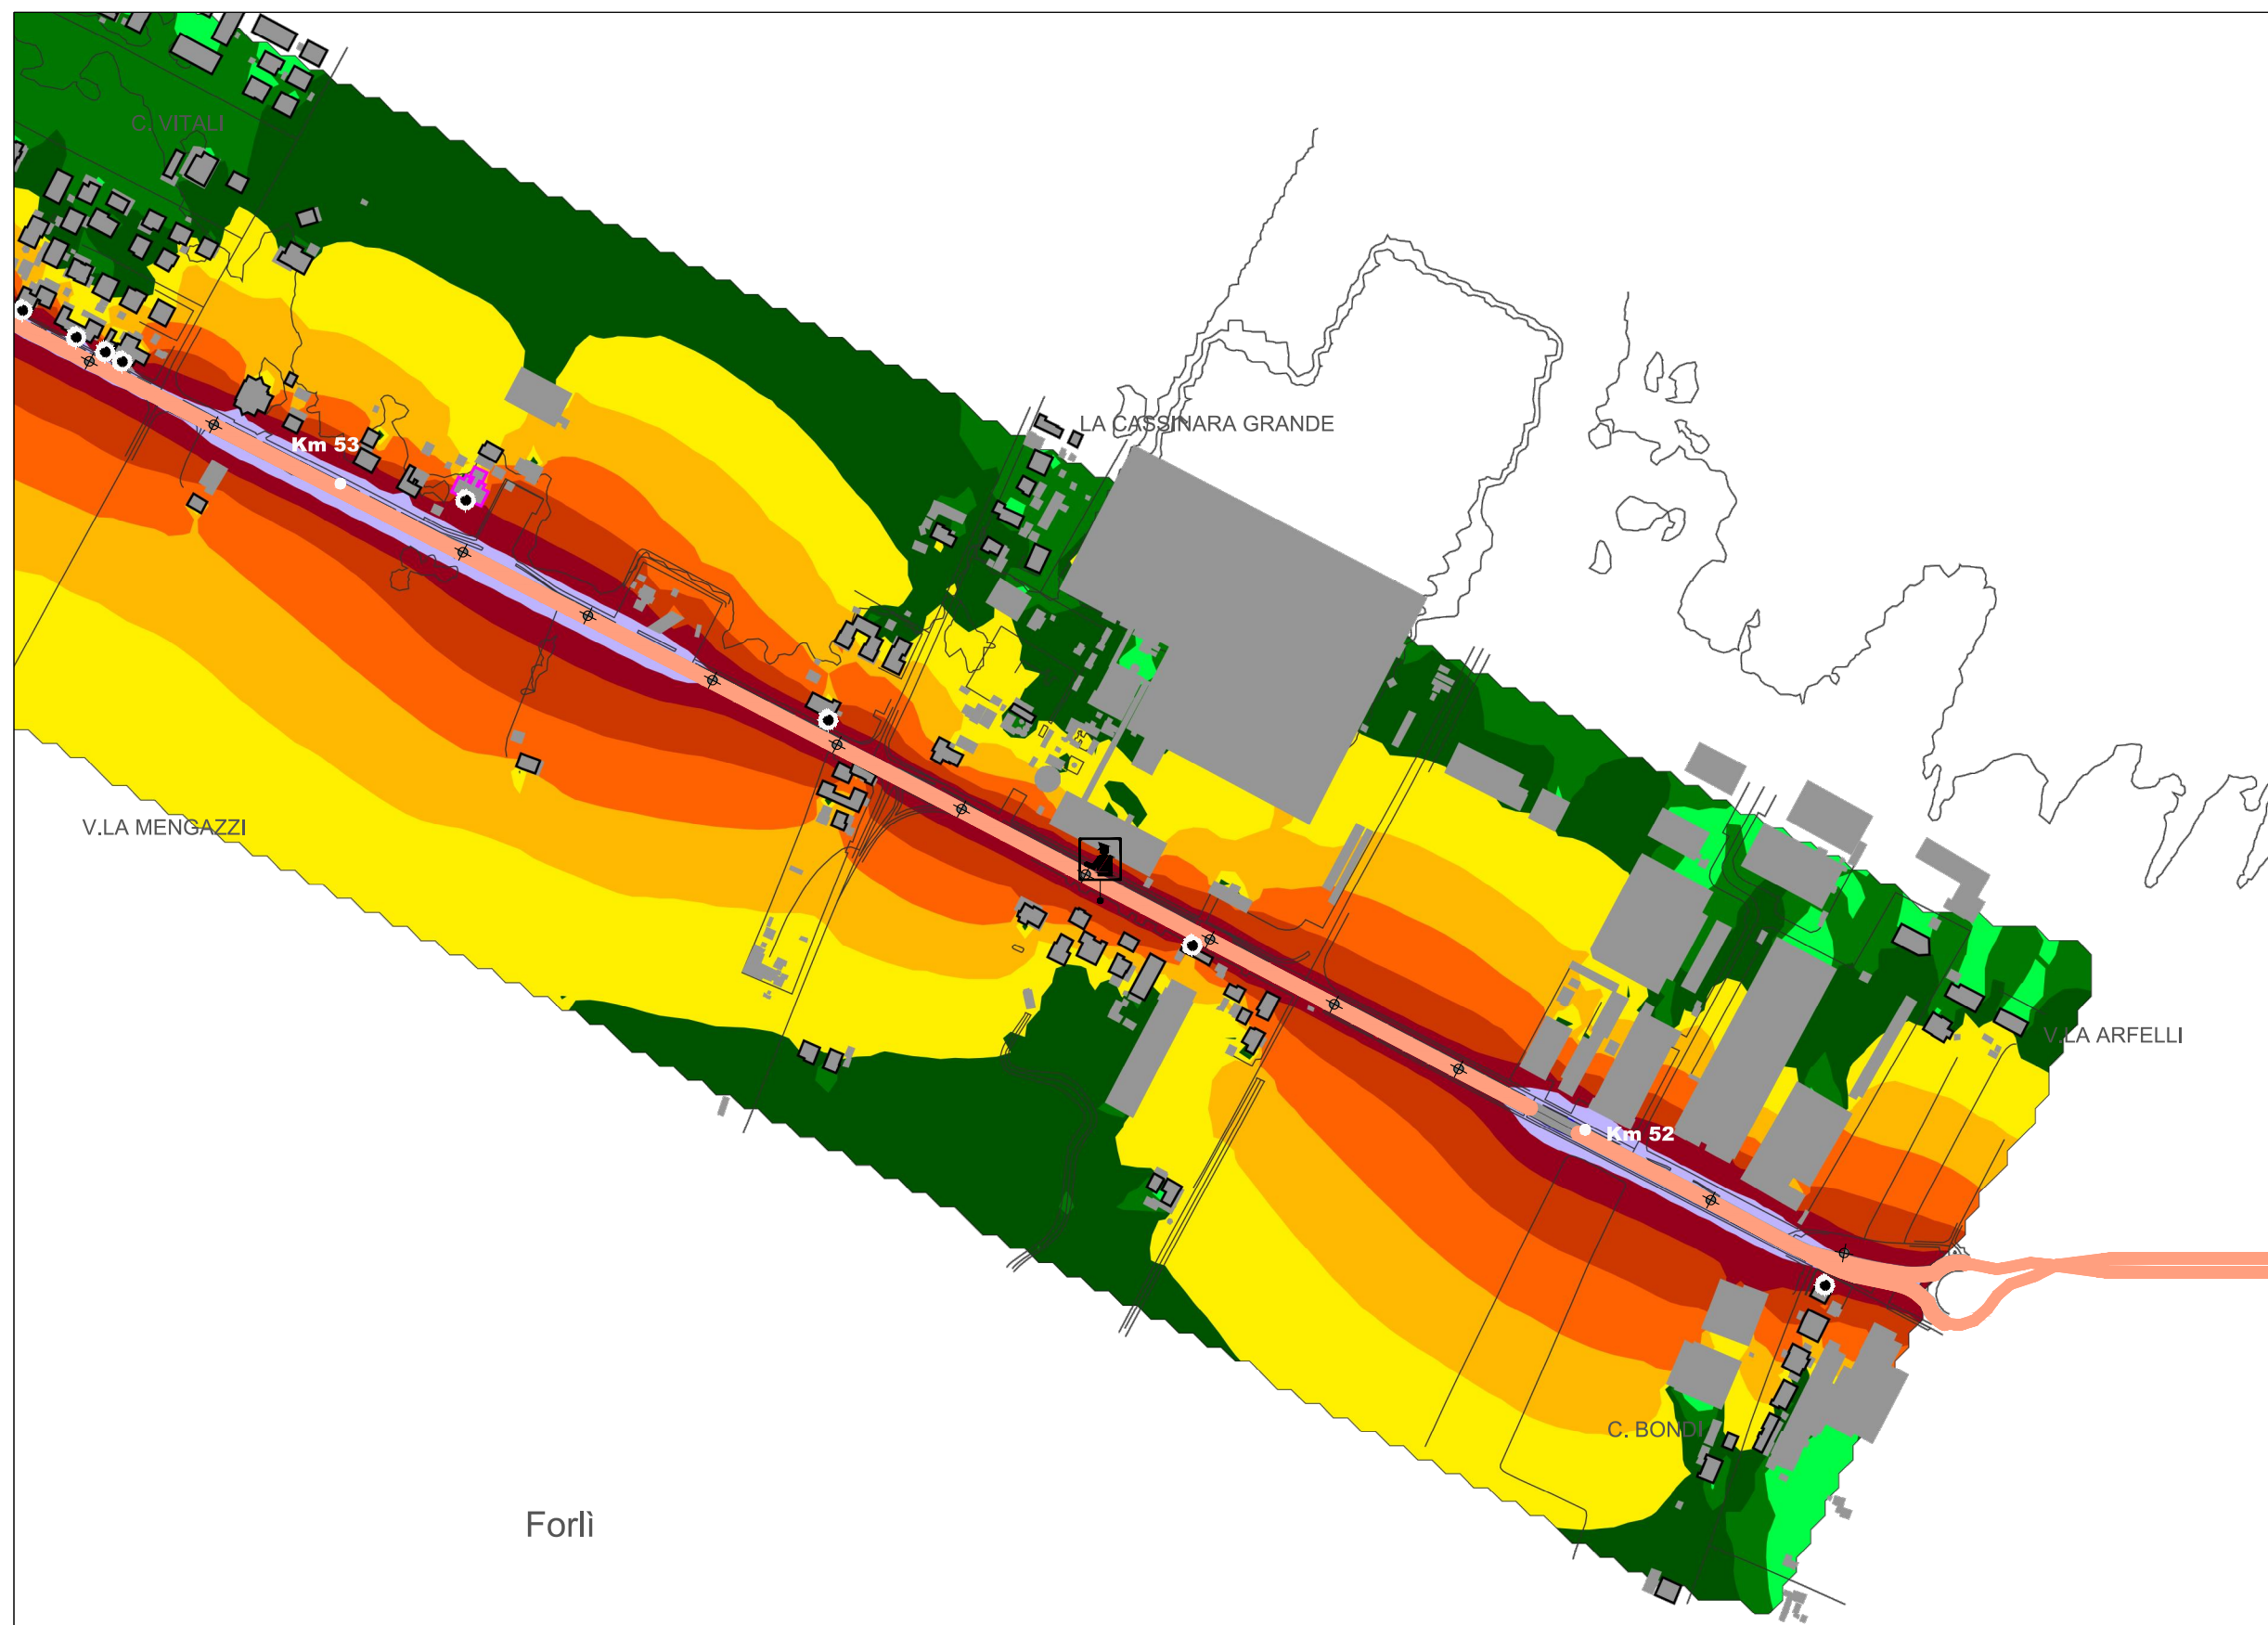 C. VITALI
LA CASSINARA GRANDE
Km 53
V.LA MENGAZZI
V.LA ARFELLI
Km 52
C. BONDI
Forlì